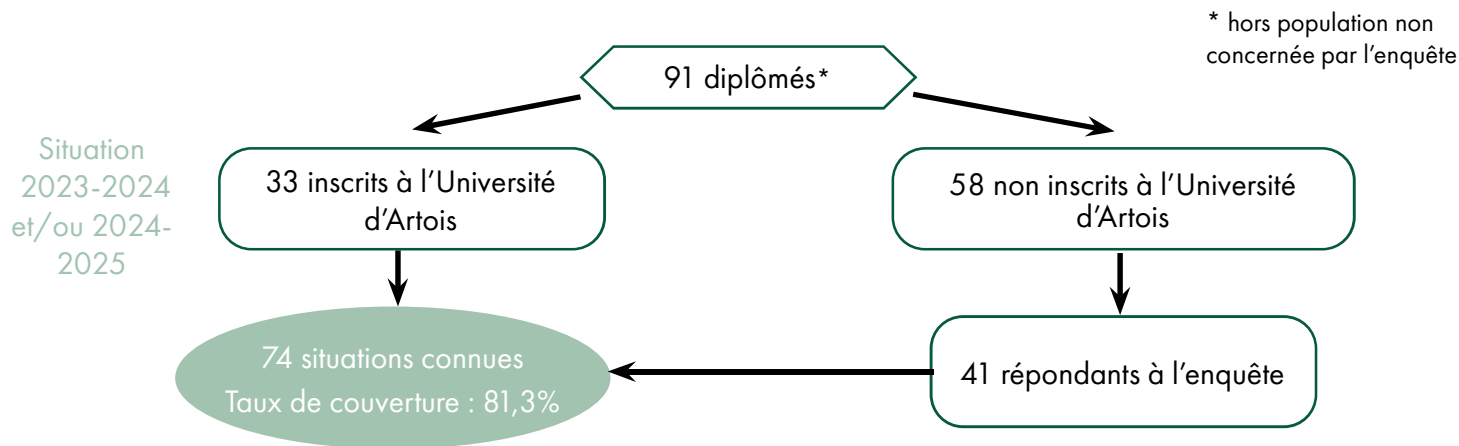 * hors population non
concernée par l'enquête
91 diplômés*
Situation
2023-2024
et/ou 2024-
2025
33 inscrits à l'Université
d'Artois
58 non inscrits à l'Université
d'Artois
74 situations connues
Taux de couverture : 81,3%
41 répondants à l'enquête